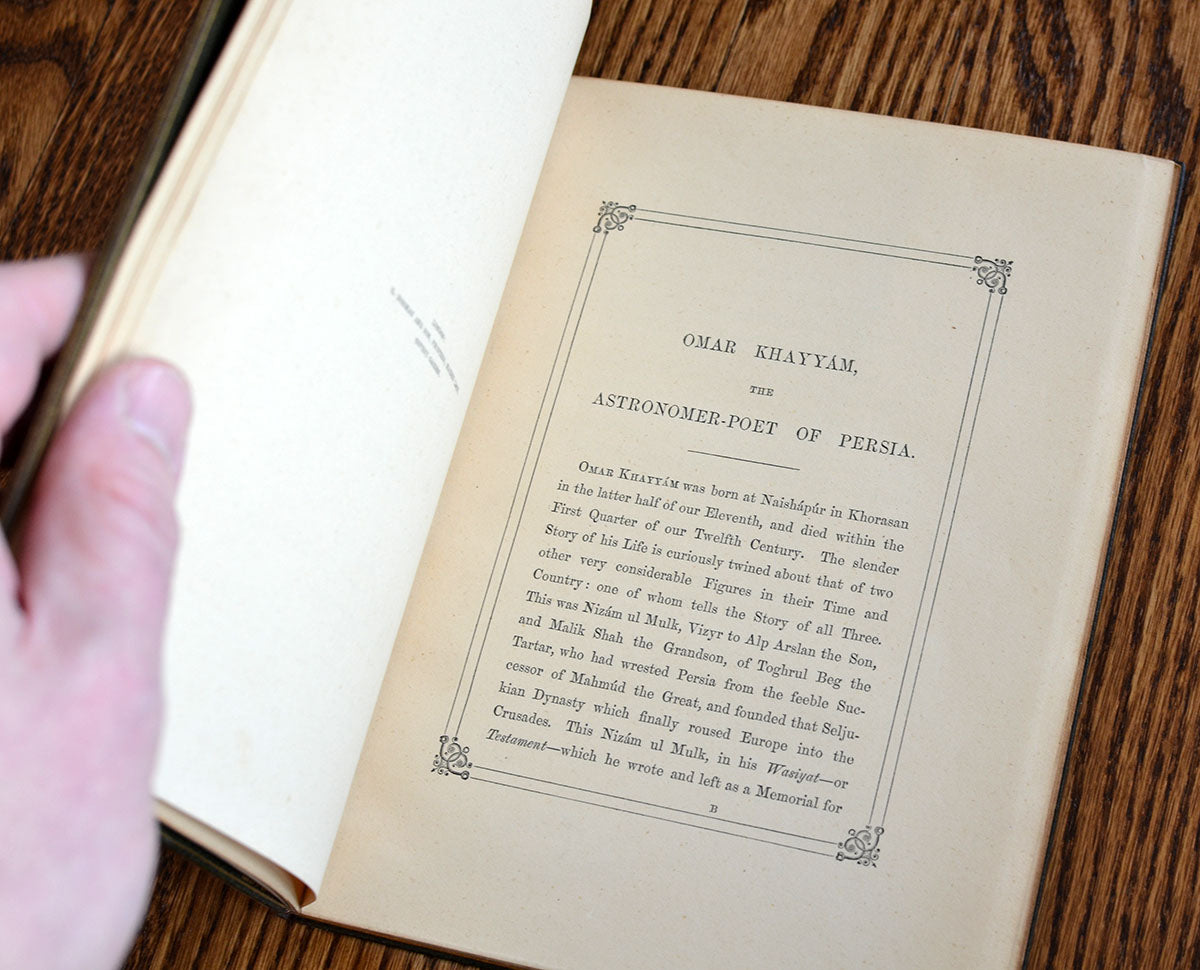 OMAR KHAYYÁM,
THE
ASTRONOMER-POET OF PERSIA.
OMAR KHAYYÁM was born at Naishápúr in Khorasan
in the latter half of our Eleventh, and died within the
First Quarter of our Twelfth Century. The slender
Story of his Life is curiously twined about that of two
other very considerable Figures in their Time and
Country: one of whom tells the Story of all Three.
This was Nizám ul Mulk, Vizyr to Alp Arslan the Son,
and Malik Shah the Grandson, of Toghrul Beg the
Tartar, who had wrested Persia from the feeble Suc-
cessor of Mahmúd the Great, and founded that Selju-
kian Dynasty which finally roused Europe into the
Crusades. This Nizám ul Mulk, in his Wasiyat—or
Testament—which he wrote and left as a Memorial for
B